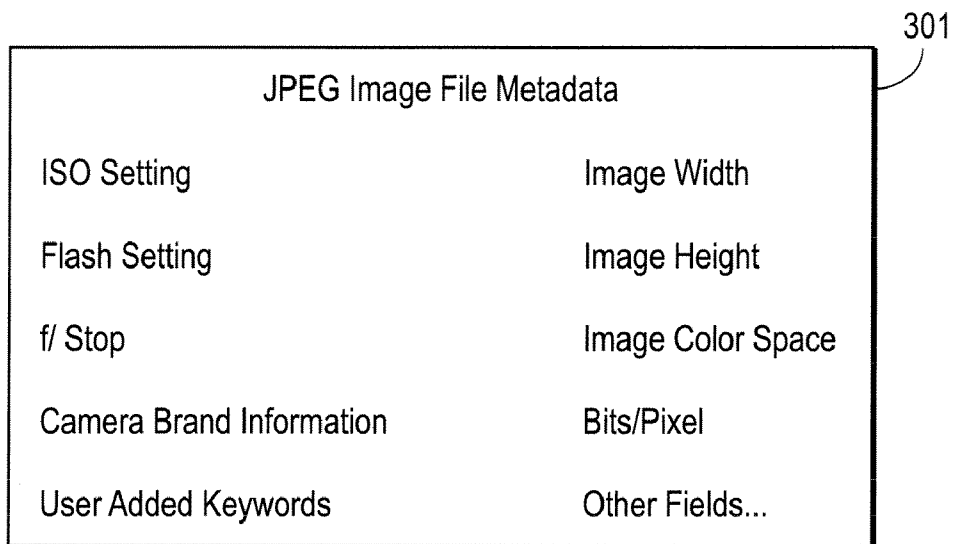 301
JPEG Image File Metadata
ISO Setting
Image Width
Flash Setting
Image Height
f/ Stop
Image Color Space
Camera Brand Information
Bits/Pixel
User Added Keywords
Other Fields...